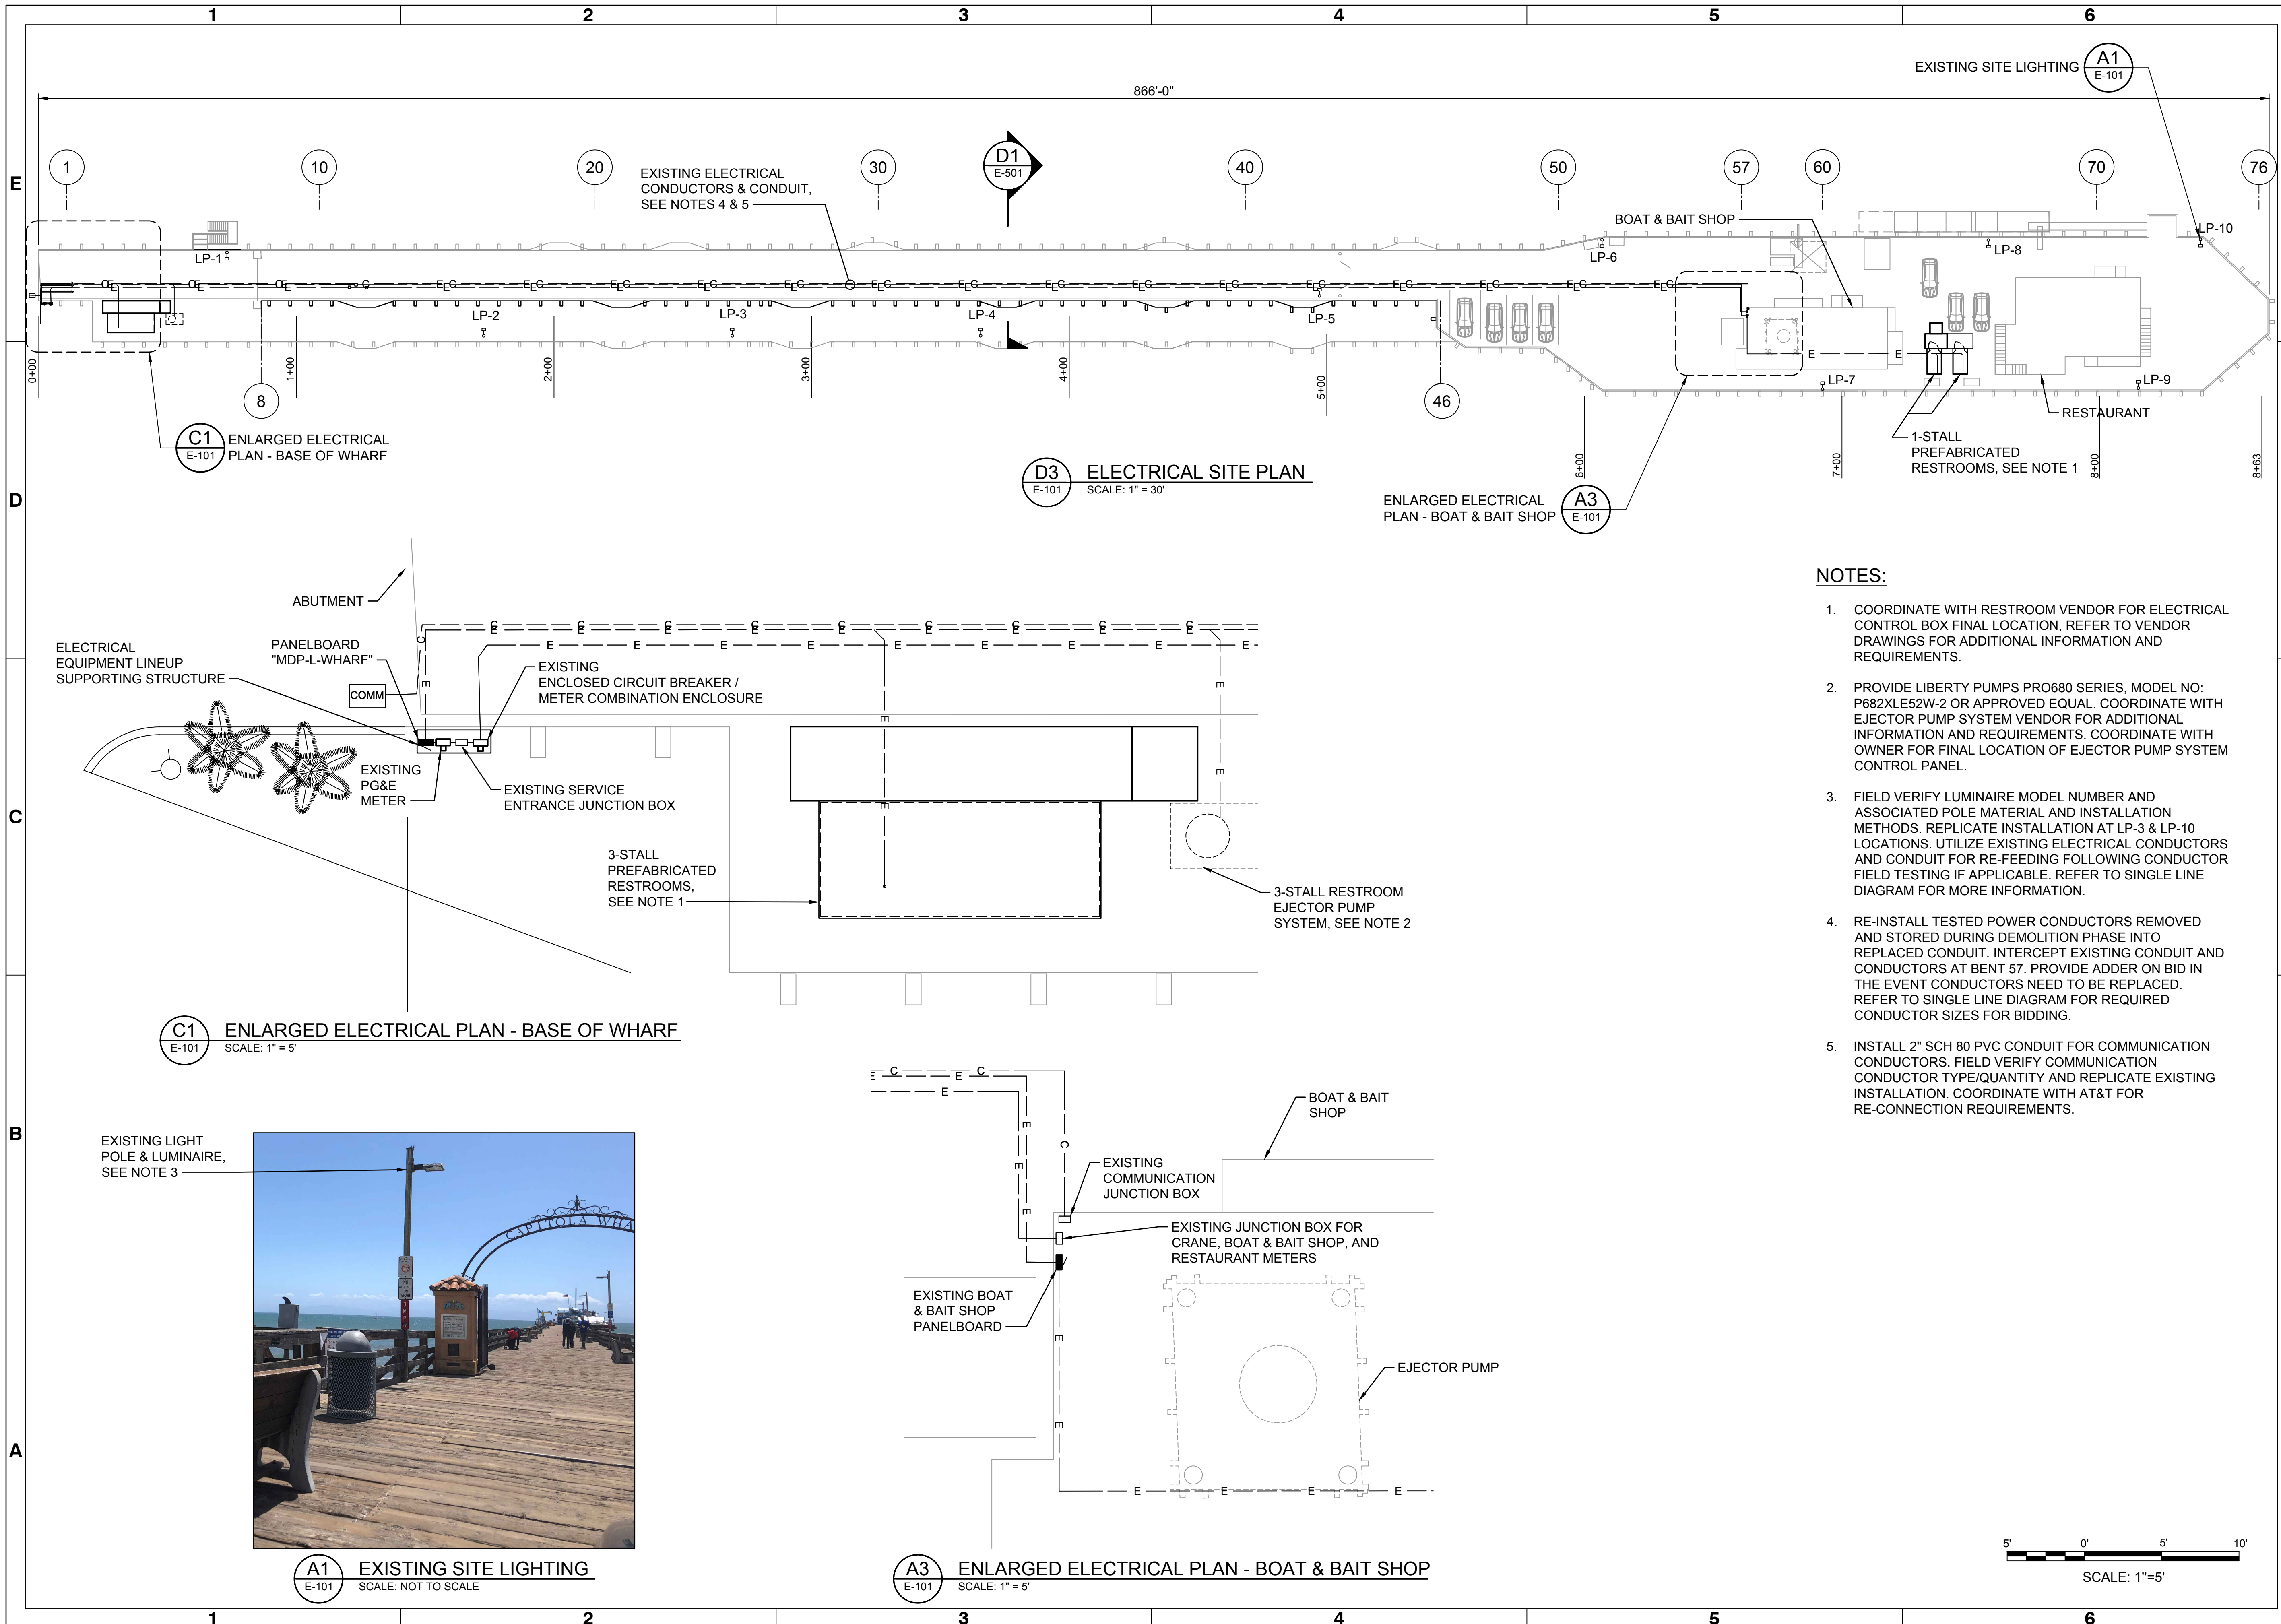 1 2 3 4 5 6
EXISTING SITE LIGHTING
A1
E-101
866'-0"
1
10
20
30
D1
E-501
40
50
57
60
70
76
E
EXISTING ELECTRICAL
CONDUCTORS & CONDUIT,
SEE NOTES 4 & 5
BOAT & BAIT SHOP
LP-1
LP-2
LP-3
LP-4
LP-5
LP-6
LP-7
LP-8
LP-9
LP-10
0+00
1+00
2+00
3+00
4+00
5+00
6+00
7+00
8+00
8+63
8
46
C1
E-101
ENLARGED ELECTRICAL
PLAN - BASE OF WHARF
RESTAURANT
1-STALL
PREFABRICATED
RESTROOMS, SEE NOTE 1
D
D3
E-101
ELECTRICAL SITE PLAN
SCALE: 1" = 30'
ENLARGED ELECTRICAL
PLAN - BOAT & BAIT SHOP
A3
E-101
ABUTMENT
ELECTRICAL
EQUIPMENT LINEUP
SUPPORTING STRUCTURE
PANELBOARD
"MDP-L-WHARF"
COMM
EXISTING
ENCLOSED CIRCUIT BREAKER /
METER COMBINATION ENCLOSURE
EXISTING
PG&E
METER
EXISTING SERVICE
ENTRANCE JUNCTION BOX
C
3-STALL
PREFABRICATED
RESTROOMS,
SEE NOTE 1
3-STALL RESTROOM
EJECTOR PUMP
SYSTEM, SEE NOTE 2
C1
E-101
ENLARGED ELECTRICAL PLAN - BASE OF WHARF
SCALE: 1" = 5'
NOTES:
1. COORDINATE WITH RESTROOM VENDOR FOR ELECTRICAL
CONTROL BOX FINAL LOCATION, REFER TO VENDOR
DRAWINGS FOR ADDITIONAL INFORMATION AND
REQUIREMENTS.
2. PROVIDE LIBERTY PUMPS PRO680 SERIES, MODEL NO:
P682XLE52W-2 OR APPROVED EQUAL. COORDINATE WITH
EJECTOR PUMP SYSTEM VENDOR FOR ADDITIONAL
INFORMATION AND REQUIREMENTS. COORDINATE WITH
OWNER FOR FINAL LOCATION OF EJECTOR PUMP SYSTEM
CONTROL PANEL.
3. FIELD VERIFY LUMINAIRE MODEL NUMBER AND
ASSOCIATED POLE MATERIAL AND INSTALLATION
METHODS. REPLICATE INSTALLATION AT LP-3 & LP-10
LOCATIONS. UTILIZE EXISTING ELECTRICAL CONDUCTORS
AND CONDUIT FOR RE-FEEDING FOLLOWING CONDUCTOR
FIELD TESTING IF APPLICABLE. REFER TO SINGLE LINE
DIAGRAM FOR MORE INFORMATION.
4. RE-INSTALL TESTED POWER CONDUCTORS REMOVED
AND STORED DURING DEMOLITION PHASE INTO
REPLACED CONDUIT. INTERCEPT EXISTING CONDUIT AND
CONDUCTORS AT BENT 57. PROVIDE ADDER ON BID IN
THE EVENT CONDUCTORS NEED TO BE REPLACED.
REFER TO SINGLE LINE DIAGRAM FOR REQUIRED
CONDUCTOR SIZES FOR BIDDING.
5. INSTALL 2" SCH 80 PVC CONDUIT FOR COMMUNICATION
CONDUCTORS. FIELD VERIFY COMMUNICATION
CONDUCTOR TYPE/QUANTITY AND REPLICATE EXISTING
INSTALLATION. COORDINATE WITH AT&T FOR
RE-CONNECTION REQUIREMENTS.
B
EXISTING LIGHT
POLE & LUMINAIRE,
SEE NOTE 3
CAPITOLA WHA
A1
E-101
EXISTING SITE LIGHTING
SCALE: NOT TO SCALE
BOAT & BAIT
SHOP
EXISTING
COMMUNICATION
JUNCTION BOX
EXISTING JUNCTION BOX FOR
CRANE, BOAT & BAIT SHOP, AND
RESTAURANT METERS
EXISTING BOAT
& BAIT SHOP
PANELBOARD
EJECTOR PUMP
A
A3
E-101
ENLARGED ELECTRICAL PLAN - BOAT & BAIT SHOP
SCALE: 1" = 5'
5' 0' 5' 10'
SCALE: 1"=5'
1 2 3 4 5 6